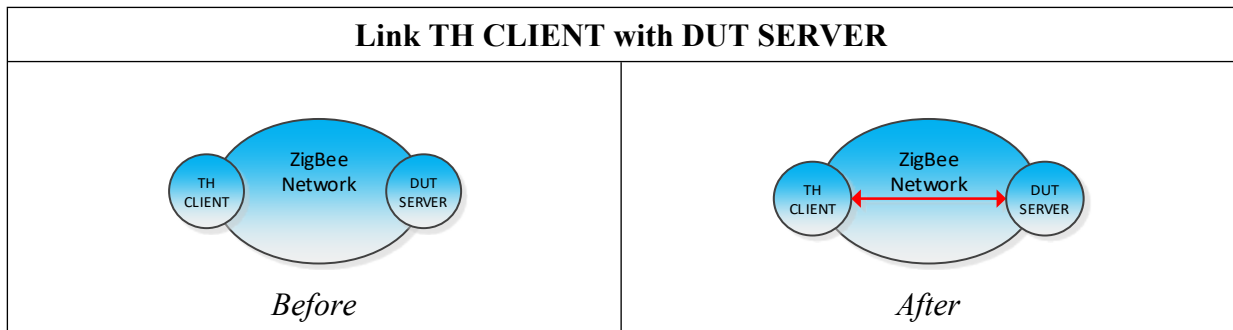 Link TH CLIENT with DUT SERVER
ZigBee
Network
TH
CLIENT
DUT
SERVER
Before
ZigBee
Network
TH
CLIENT
DUT
SERVER
After